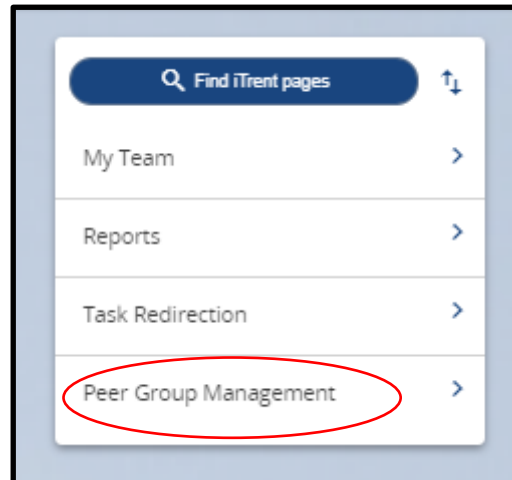 Find iTrent pages
My Team
Reports
Task Redirection
Peer Group Management